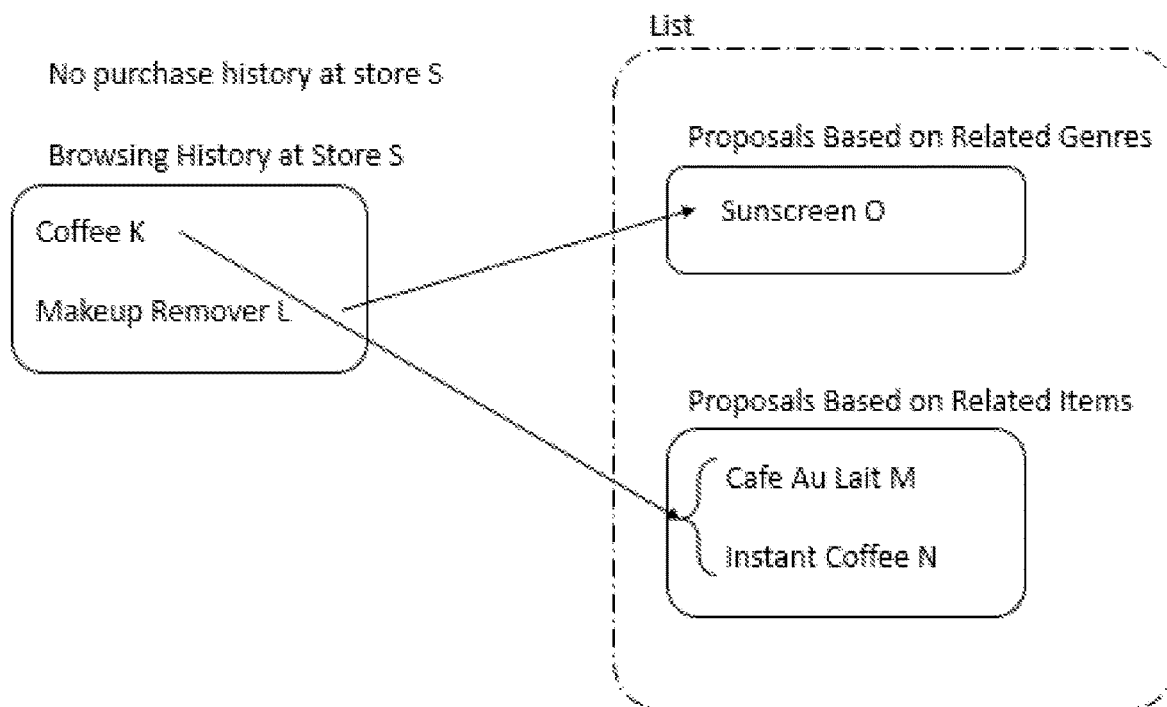 List
No purchase history at store S
Browsing History at Store S
Coffee K
Makeup Remover L
Proposals Based on Related Genres
Sunscreen O
Proposals Based on Related Items
Cafe Au Lait M
Instant Coffee N